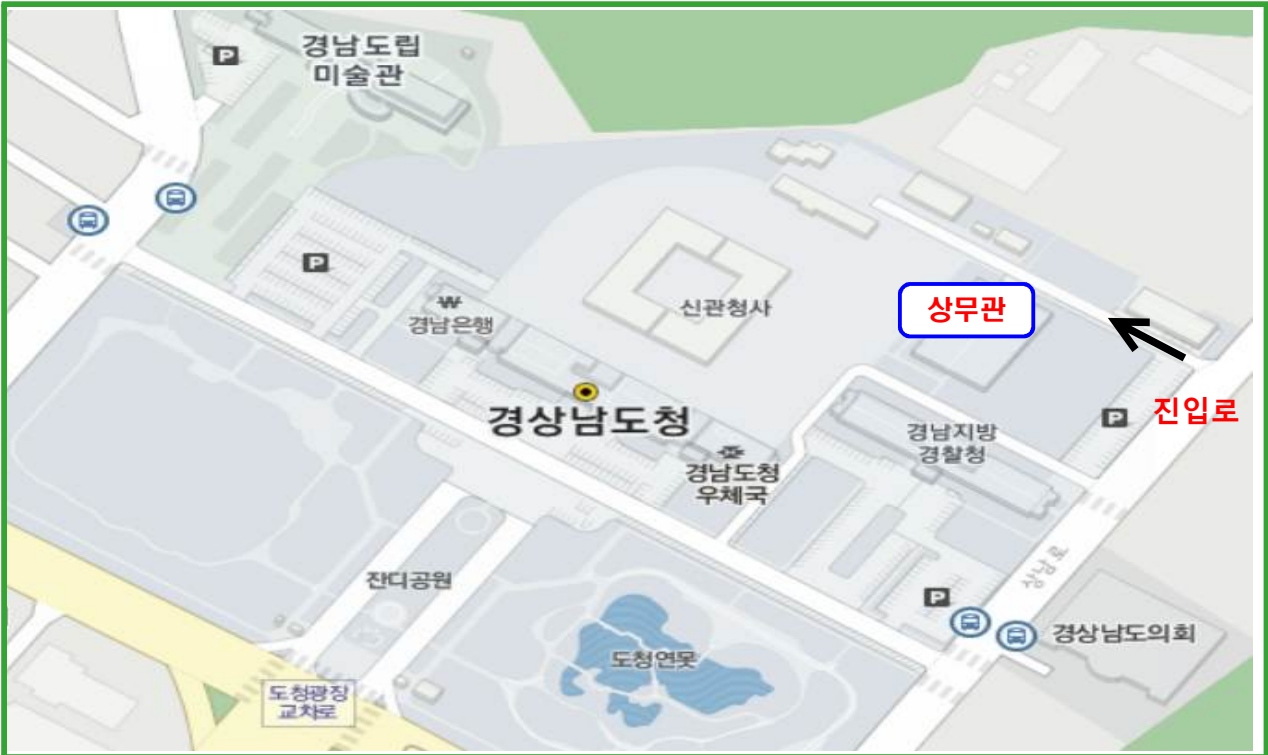 P
경남도립
미술관
P
₩
경남은행
신관청사
상무관
진입로
P
경상남도청
경남지방
경찰청
경남도청
우체국
상남로
잔디공원
P
경상남도의회
도청연못
도청광장
교차로